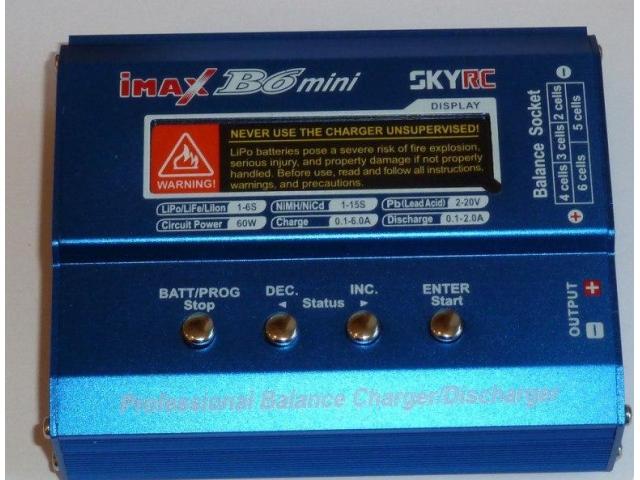 iMAX B6 mini SKYRC
DISPLAY
NEVER USE THE CHARGER UNSUPERVISED!
LiPo batteries pose a severe risk of fire explosion,
serious injury, and property damage if not properly
handled. Before use, read and follow all instructions,
warnings, and precautions.
WARNING!
LiPo/LiFe/LiIon 1-6S NiMH/NiCd 1-15S Pb(Lead Acid) 2-20V
Circuit Power 60W Charge 0.1-6.0A Discharge 0.1-2.0A
Balance Socket
4 cells 3 cells 2 cells
6 cells 5 cells
BATT/PROG DEC. INC. ENTER
Stop ◄ Status ► Start
OUTPUT
Professional Balance Charger/Discharger